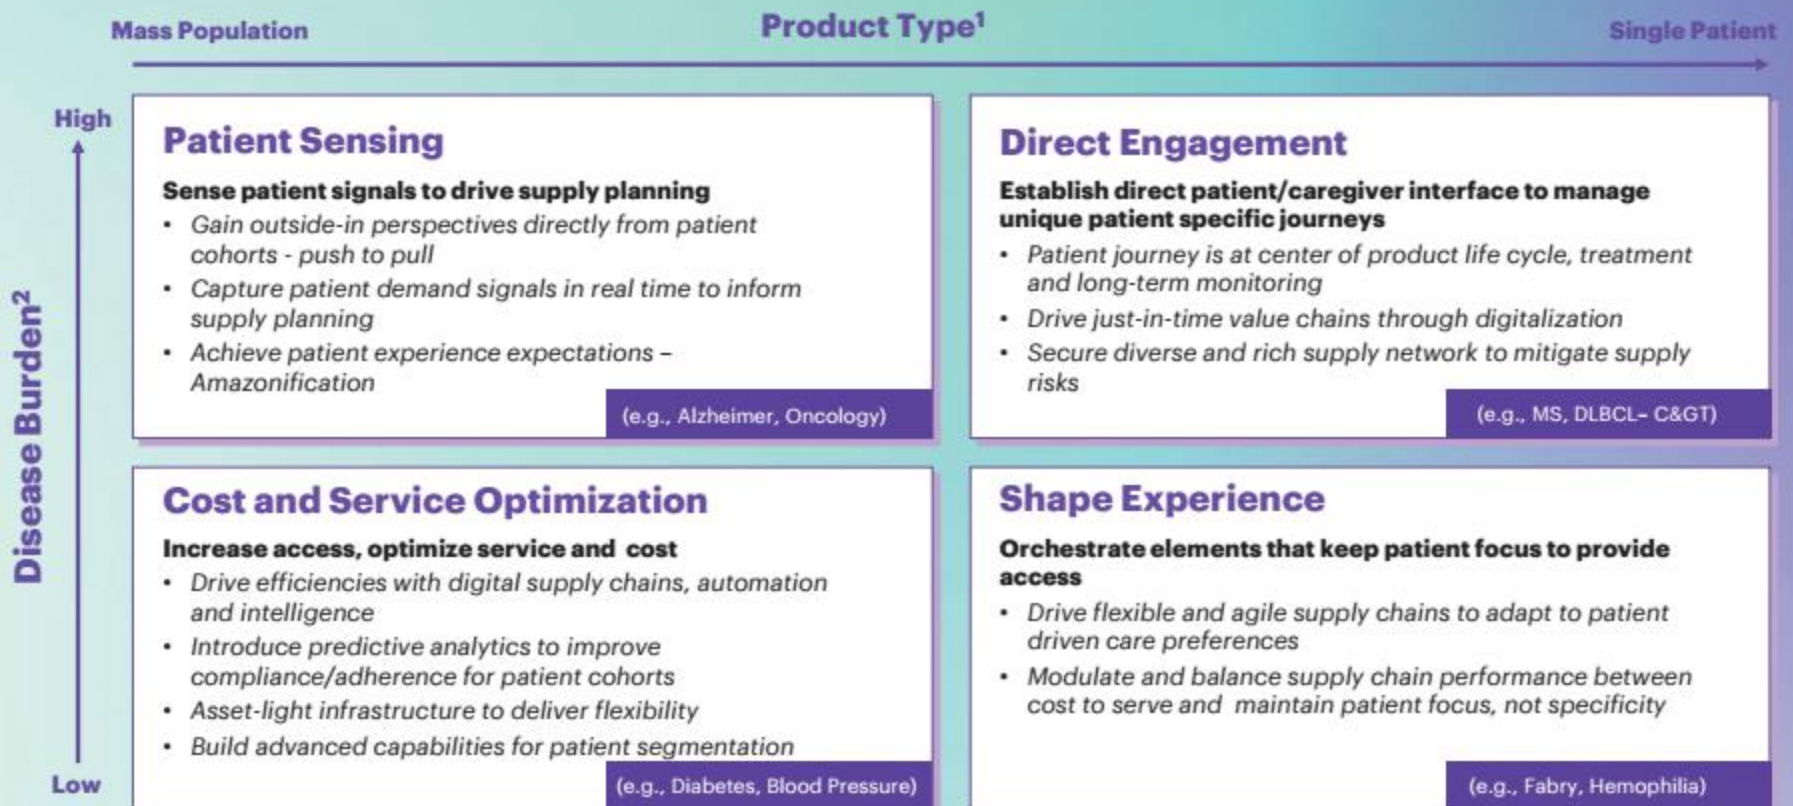 Product Type¹
Mass Population
Single Patient
High
Disease Burden²
Low
Patient Sensing
Sense patient signals to drive supply planning
• Gain outside-in perspectives directly from patient
cohorts - push to pull
• Capture patient demand signals in real time to inform
supply planning
• Achieve patient experience expectations –
Amazonification
(e.g., Alzheimer, Oncology)
Direct Engagement
Establish direct patient/caregiver interface to manage
unique patient specific journeys
• Patient journey is at center of product life cycle, treatment
and long-term monitoring
• Drive just-in-time value chains through digitalization
• Secure diverse and rich supply network to mitigate supply
risks
(e.g., MS, DLBCL– C&GT)
Cost and Service Optimization
Increase access, optimize service and cost
• Drive efficiencies with digital supply chains, automation
and intelligence
• Introduce predictive analytics to improve
compliance/adherence for patient cohorts
• Asset-light infrastructure to deliver flexibility
• Build advanced capabilities for patient segmentation
(e.g., Diabetes, Blood Pressure)
Shape Experience
Orchestrate elements that keep patient focus to provide
access
• Drive flexible and agile supply chains to adapt to patient
driven care preferences
• Modulate and balance supply chain performance between
cost to serve and maintain patient focus, not specificity
(e.g., Fabry, Hemophilia)